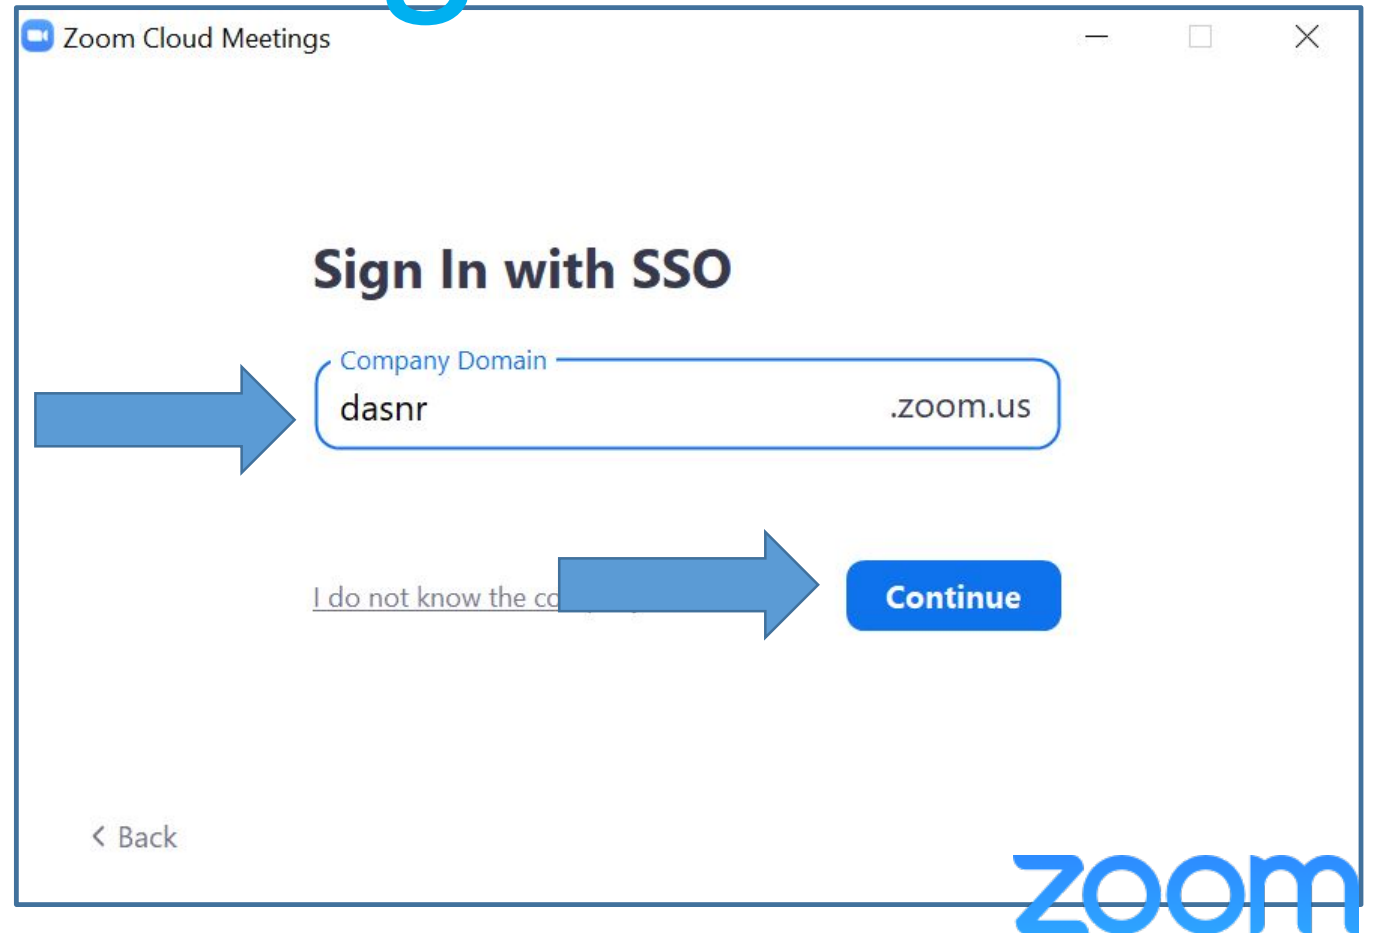 Zoom Cloud Meetings
Sign In with SSO
Company Domain
dasnr .zoom.us
I do not know the
Continue
Back
zoom